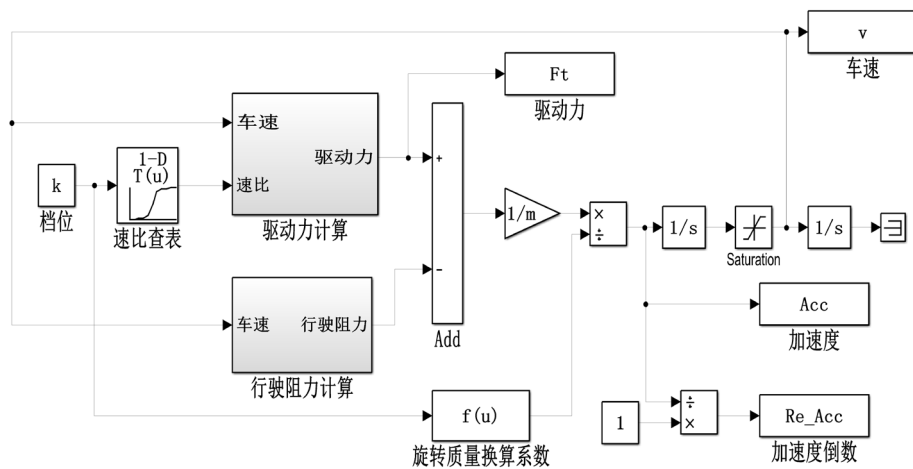 v
车速
Ft
驱动力
车速
驱动力
速比
驱动力计算
k
档位
1-D
T(u)
速比查表
+
-
Add
1/m
×
÷
1/s
Saturation
1/s
Acc
加速度
车速
行驶阻力
行驶阻力计算
f(u)
旋转质量换算系数
1
÷
×
Re_Acc
加速度倒数